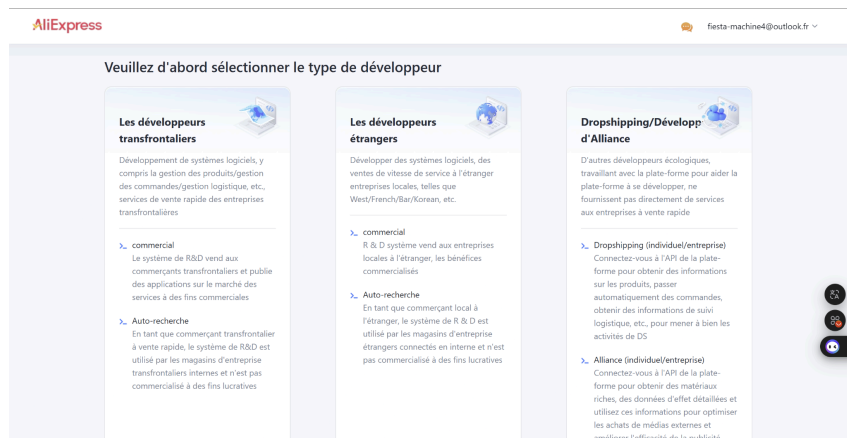 AliExpress
fiesta-machine4@outlook.fr
Veuillez d'abord sélectionner le type de développeur
Les développeurs
transfrontaliers
Développement de systèmes logiciels, y
compris la gestion des produits/gestion
des commandes/gestion logistique, etc.,
services de vente rapide des entreprises
transfrontalières
commercial
Le système de R&D vend aux
commerçants transfrontaliers et publie
des applications sur le marché des
services à des fins commerciales
Auto-recherche
En tant que commerçant transfrontalier
à vente rapide, le système de R&D est
utilisé par les magasins d'entreprise
transfrontaliers internes et n'est pas
commercialisé à des fins lucratives
Les développeurs
étrangers
Développer des systèmes logiciels, des
ventes de vitesse de service à l'étranger
entreprises locales, telles que
West/French/Bar/Korean, etc.
commercial
R & D système vend aux entreprises
locales à l'étranger, les bénéfices
commercialisés
Auto-recherche
En tant que commerçant local à
l'étranger, le système de R & D est
utilisé par les magasins d'entreprise
étrangers connectés en interne et n'est
pas commercialisé à des fins lucratives
Dropshipping/Développ
d'Alliance
D'autres développeurs écologiques,
travaillant avec la plate-forme pour aider la
plate-forme à se développer, ne
fournissent pas directement de services
aux entreprises à vente rapide
Dropshipping (individuel/entreprise)
Connectez-vous à l'API de la plate-
forme pour obtenir des informations
sur les produits, passer
automatiquement des commandes,
obtenir des informations de suivi
logistique, etc., pour mener à bien les
activités de DS
Alliance (individuel/entreprise)
Connectez-vous à l'API de la plate-
forme pour obtenir des matériaux
riches, des données d'effet détaillées et
utilisez ces informations pour optimiser
les achats de médias externes et
améliorer l'efficacité de la publicité